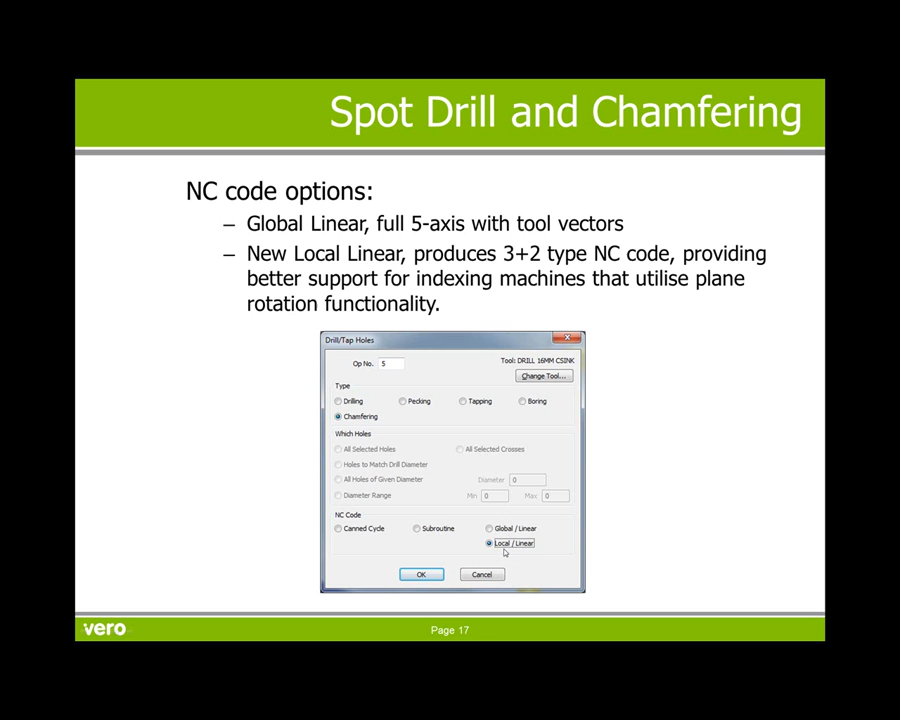 Spot Drill and Chamfering
NC code options:
– Global Linear, full 5-axis with tool vectors
– New Local Linear, produces 3+2 type NC code, providing
better support for indexing machines that utilise plane
rotation functionality.
Drill/Tap Holes
Op No. 5
Tool: DRILL 16MM CSINK
Change Tool...
Type
Drilling Pecking Tapping Boring
Chamfering
Which Holes
All Selected Holes All Selected Crosses
Holes to Match Drill Diameter
All Holes of Given Diameter Diameter 0
Diameter Range Min 0 Max 0
NC Code
Canned Cycle Subroutine Global / Linear
Local / Linear
OK Cancel
vero Page 17